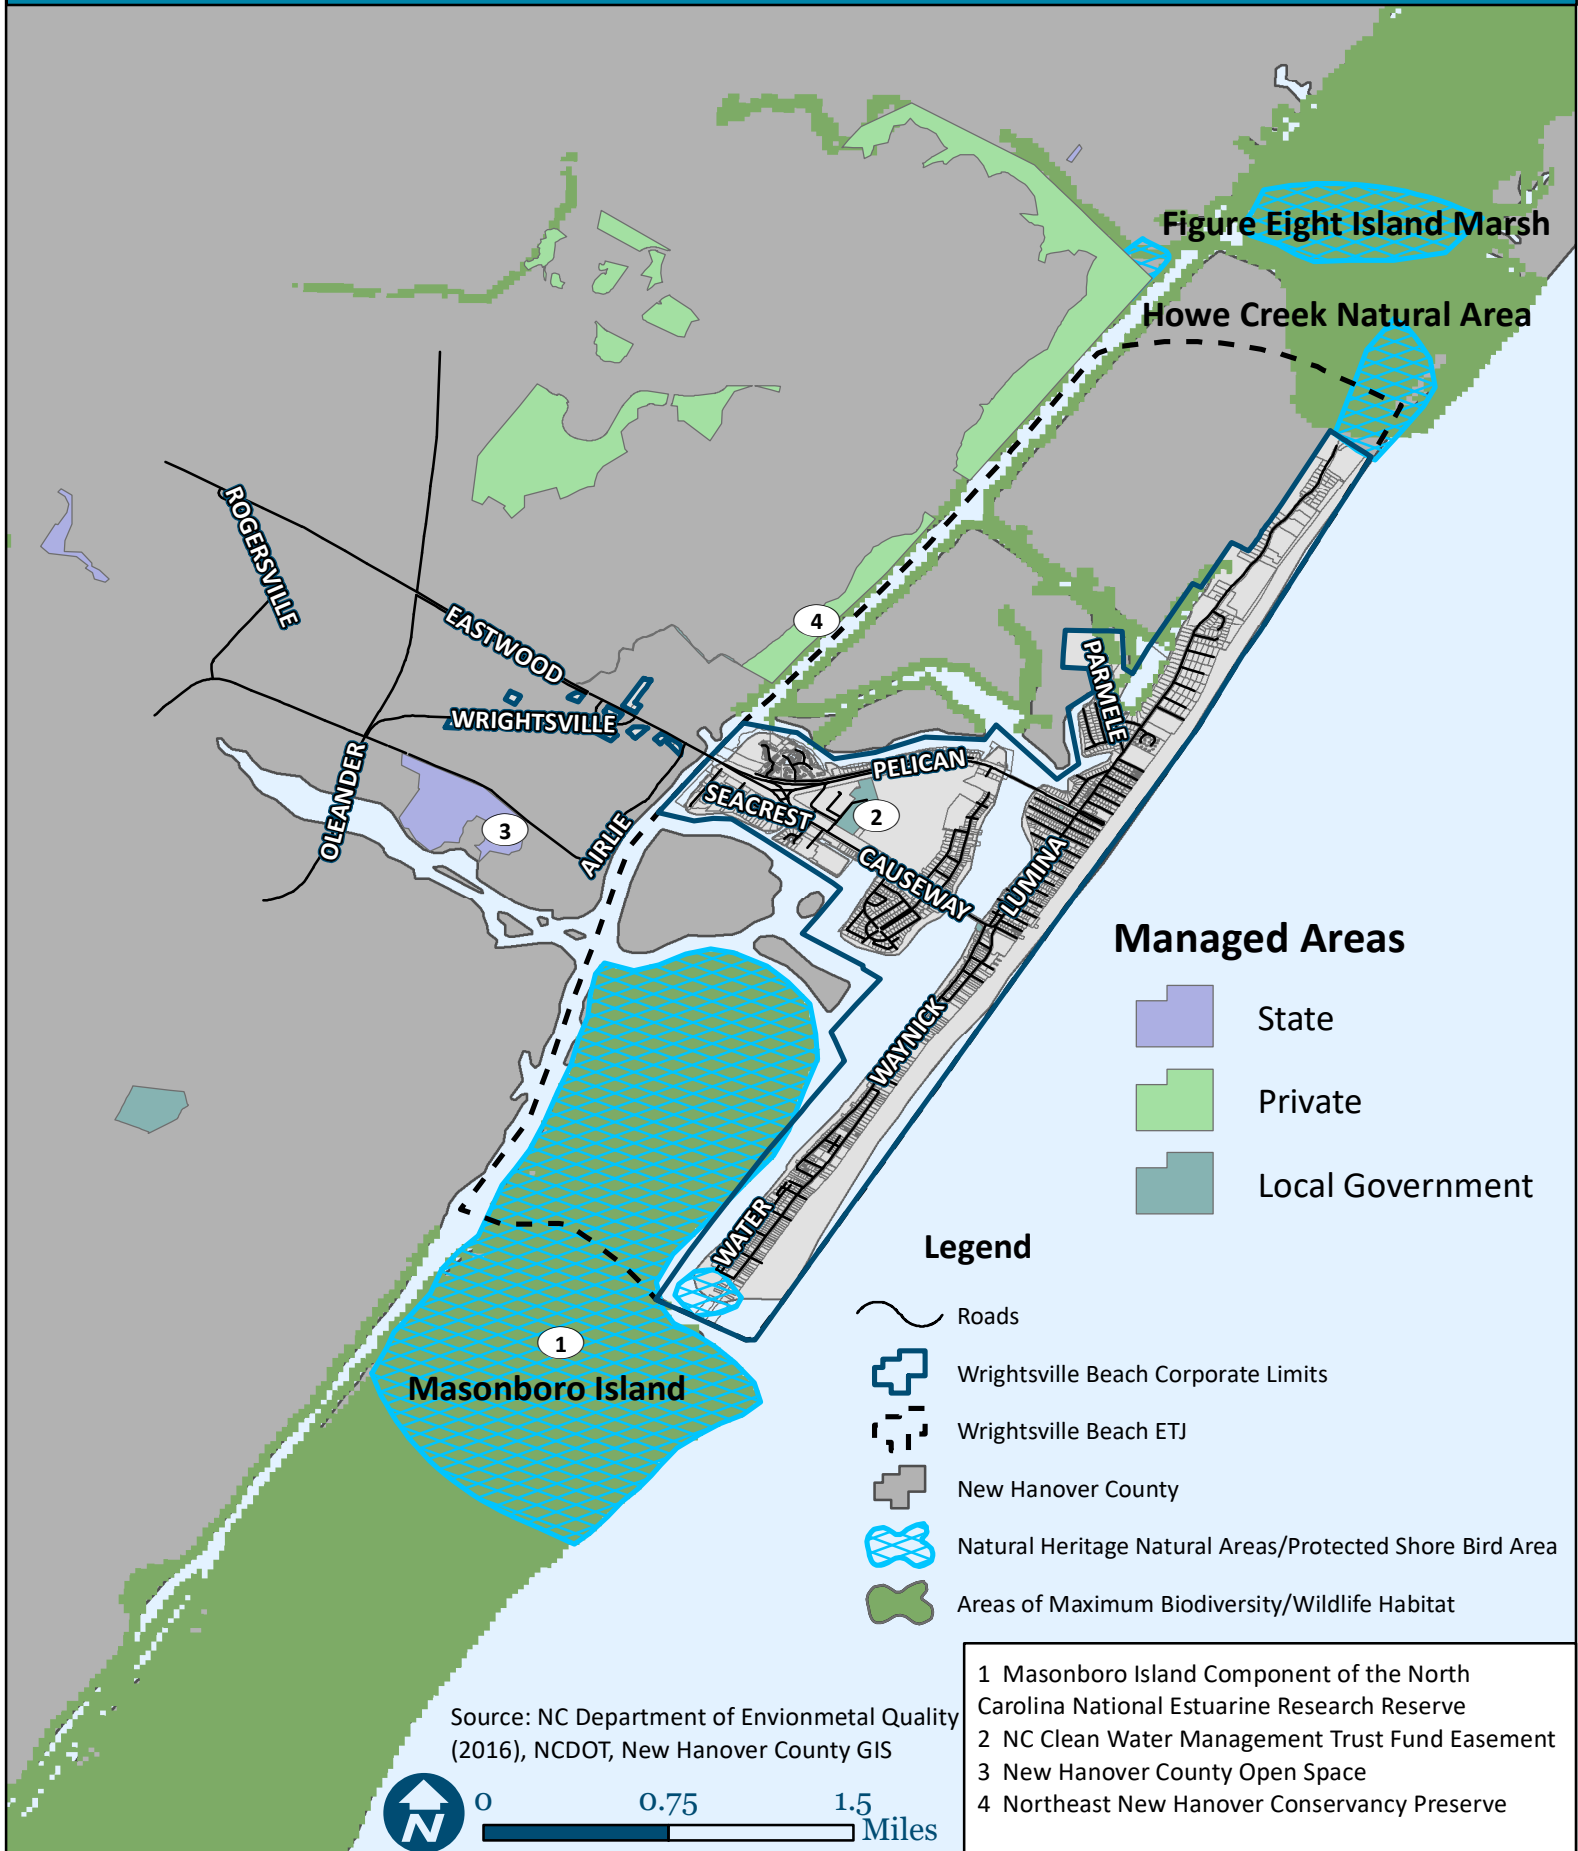 Figure Eight Island Marsh
Howe Creek Natural Area
ROGERSVILLE
EASTWOOD
4
PARMELE
WRIGHTSVILLE
OLEANDER
PELICAN
SEACREST
2
3
AIRLIE
CAUSEWAY
LUMINA
Managed Areas
State
WAYNICK
Private
Local Government
WATER
Legend
Roads
1
Masonboro Island
Wrightsville Beach Corporate Limits
Wrightsville Beach ETJ
New Hanover County
Natural Heritage Natural Areas/Protected Shore Bird Area
Areas of Maximum Biodiversity/Wildlife Habitat
1 Masonboro Island Component of the North
Carolina National Estuarine Research Reserve
2 NC Clean Water Management Trust Fund Easement
3 New Hanover County Open Space
4 Northeast New Hanover Conservancy Preserve
Source: NC Department of Envionmetal Quality
(2016), NCDOT, New Hanover County GIS
N
0 0.75 1.5
Miles